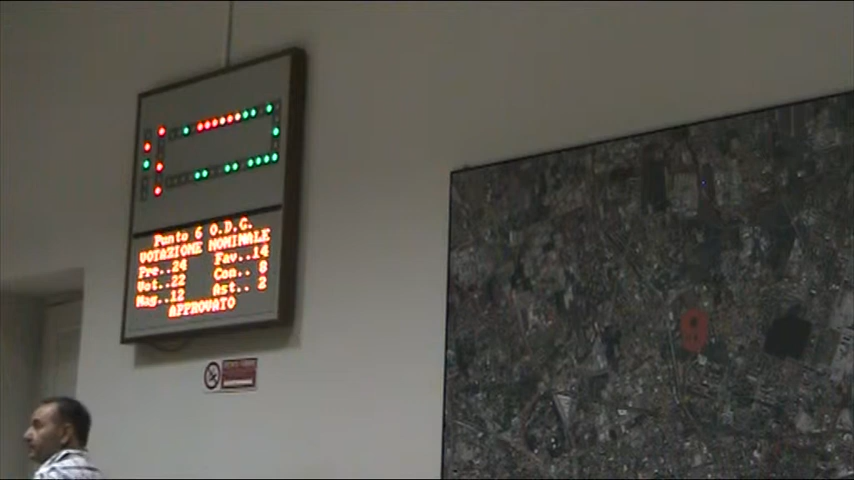 Punto 6 O.D.G.
VOTAZIONE NOMINALE
Pre..24 Fav..14
Vot..22 Con.. 8
Mag..12 Ast.. 2
APPROVATO